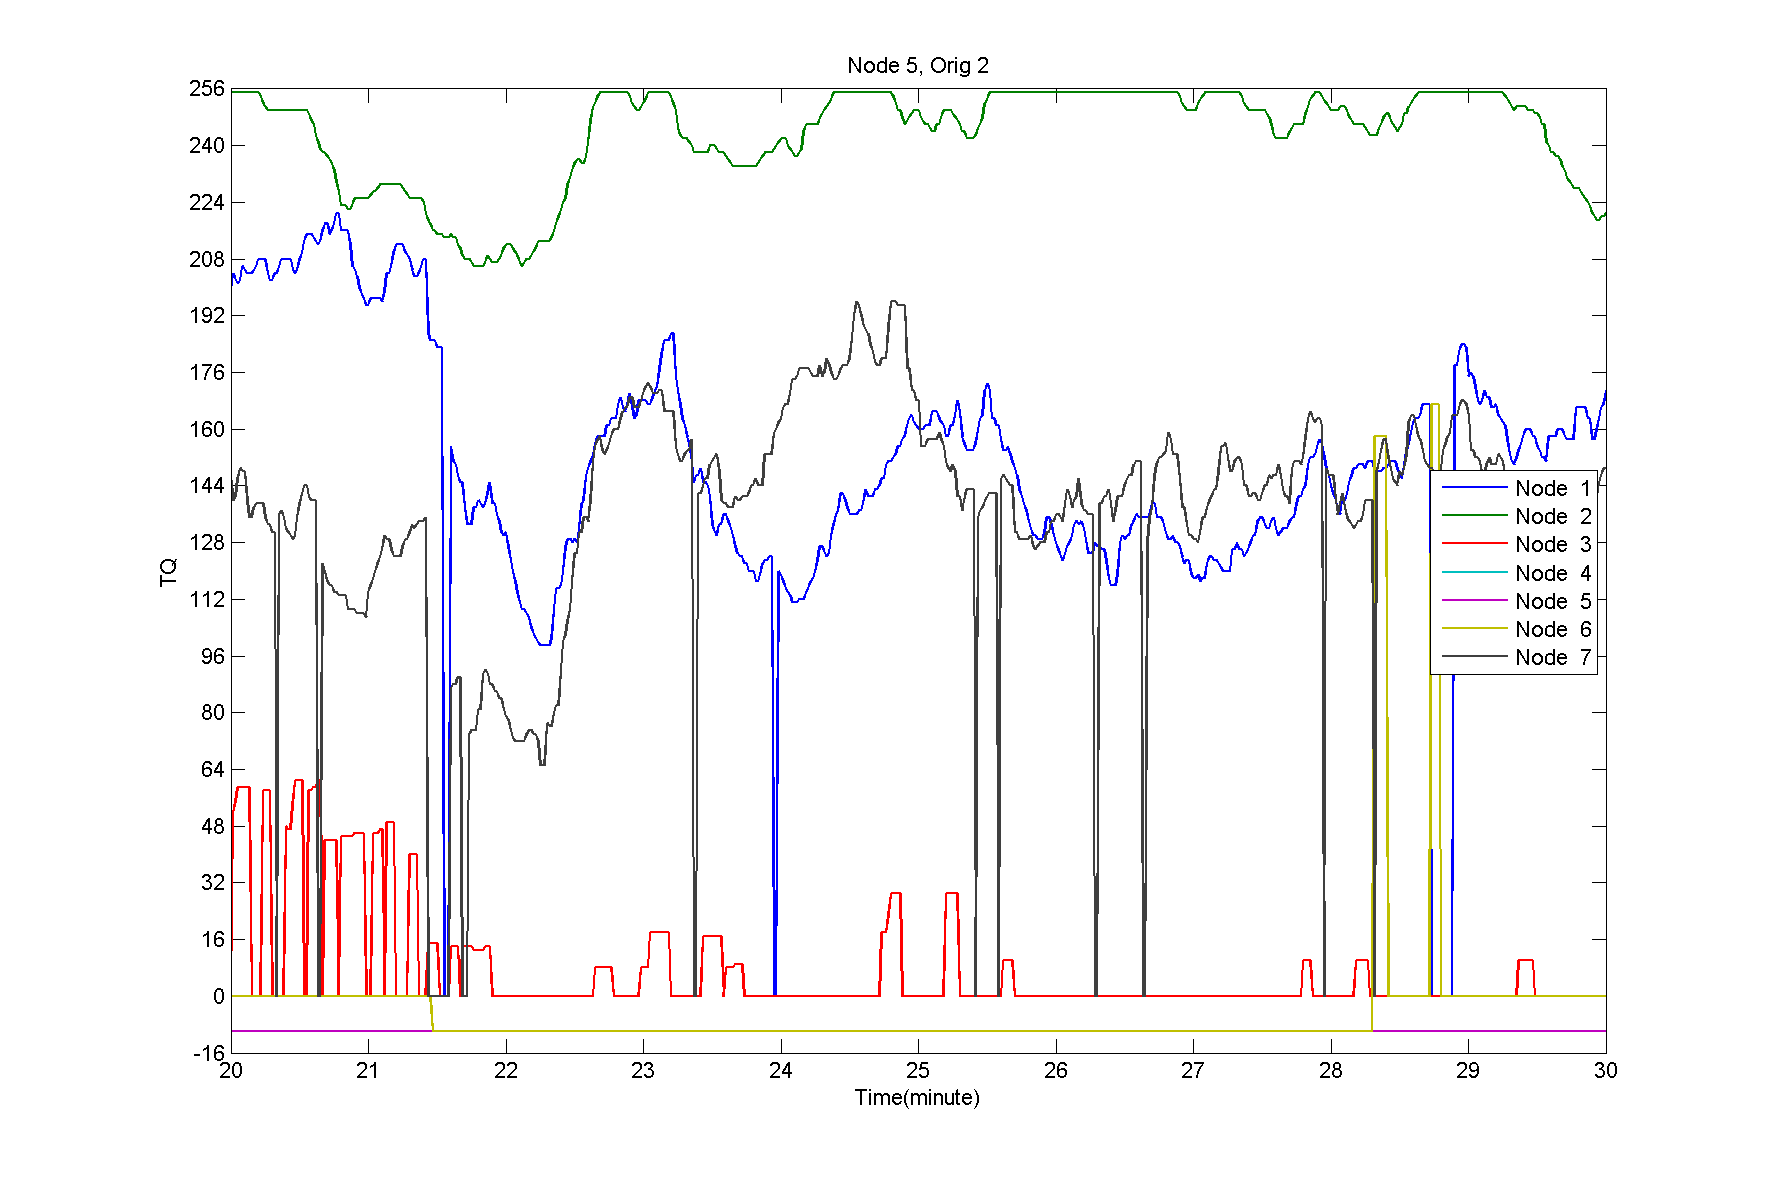 Node 5, Orig 2
256
240
224
208
192
176
160
144
128
112
96
80
64
48
32
16
0
-16
TQ
Node 1
Node 2
Node 3
Node 4
Node 5
Node 6
Node 7
20 21 22 23 24 25 26 27 28 29 30
Time(minute)